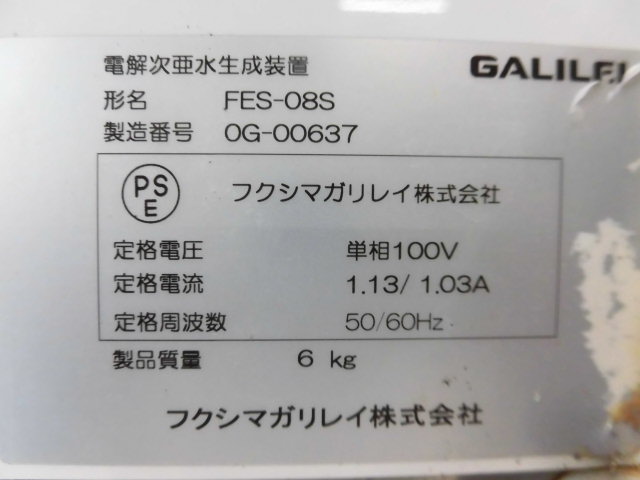 電解次亜水生成装置 GALILEI
形名 FES-08S
製造番号 0G-00637
PS
E
フクシマガリレイ株式会社
定格電圧 単相100V
定格電流 1.13/ 1.03A
定格周波数 50/60Hz
製品質量 6 kg
フクシマガリレイ株式会社